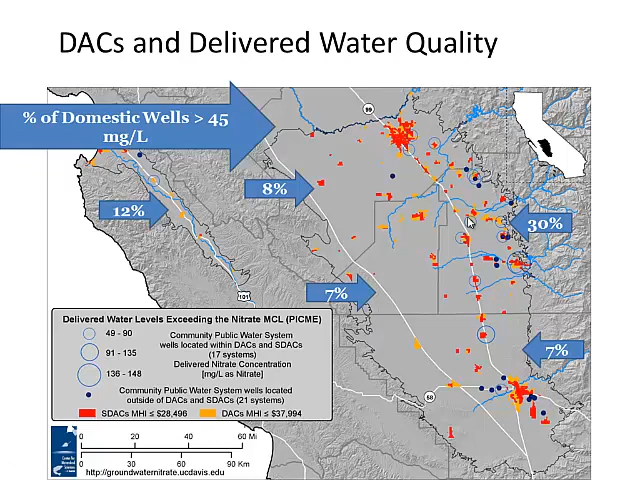 DACs and Delivered Water Quality
% of Domestic Wells > 45
mg/L
99
8%
12%
30%
7%
101
7%
58
Delivered Water Levels Exceeding the Nitrate MCL (PICME)
49 - 90
91 - 135
136 - 148
Community Public Water System
wells located within DACs and SDACs
(17 systems)
Delivered Nitrate Concentration
[mg/L as Nitrate]
Community Public Water System wells located
outside of DACs and SDACs (21 systems)
SDACs MHI ≤ $28,496
DACs MHI ≤ $37,994
0 20 40 60 Mi
0 30 60 90 Km
http://groundwaternitrate.ucdavis.edu